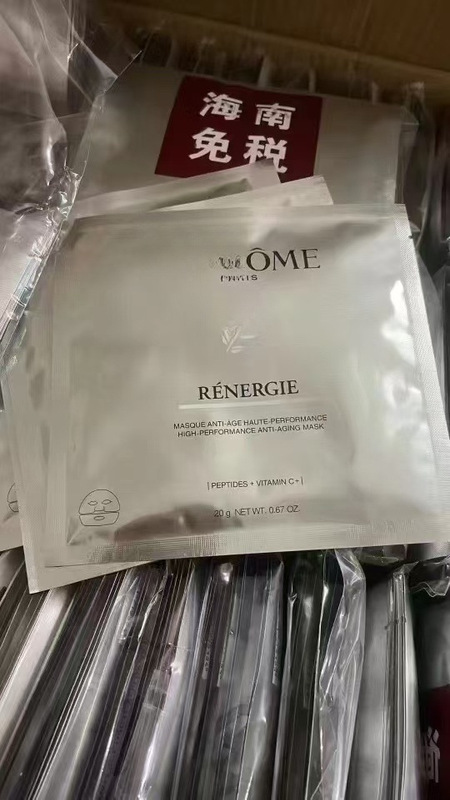 海南
免税
ÔME
RÉNERGIE
MASQUE ANTI-AGE HAUTE-PERFORMANCE
HIGH-PERFORMANCE ANTI-AGING MASK
| PEPTIDES + VITAMIN C+ |
20 g NET WT. 0.67 OZ